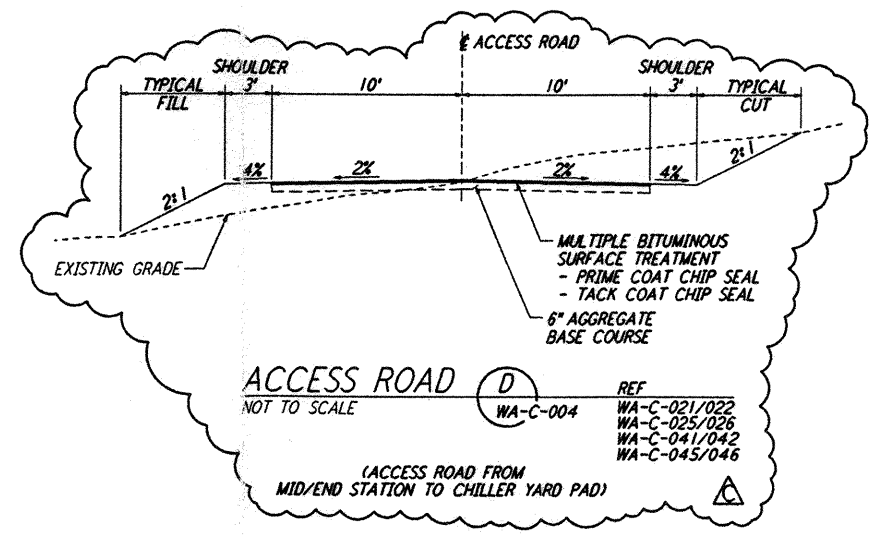 ℄ ACCESS ROAD
SHOULDER
SHOULDER
TYPICAL
FILL
3'
10'
10'
3'
TYPICAL
CUT
2:1
4%
2%
2%
4%
2:1
EXISTING GRADE
MULTIPLE BITUMINOUS
SURFACE TREATMENT
- PRIME COAT CHIP SEAL
- TACK COAT CHIP SEAL
6" AGGREGATE
BASE COURSE
ACCESS ROAD
NOT TO SCALE
D
WA-C-004
REF
WA-C-021/022
WA-C-025/026
WA-C-041/042
WA-C-045/046
(ACCESS ROAD FROM
MID/END STATION TO CHILLER YARD PAD)
C